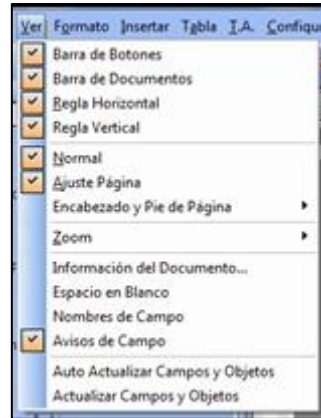 Ver Formato Insertar Tabla T.A. Configu
Barra de Botones
Barra de Documentos
Regla Horizontal
Regla Vertical
Normal
Ajuste Página
Encabezado y Pie de Página
Zoom
Información del Documento...
Espacio en Blanco
Nombres de Campo
Avisos de Campo
Auto Actualizar Campos y Objetos
Actualizar Campos y Objetos